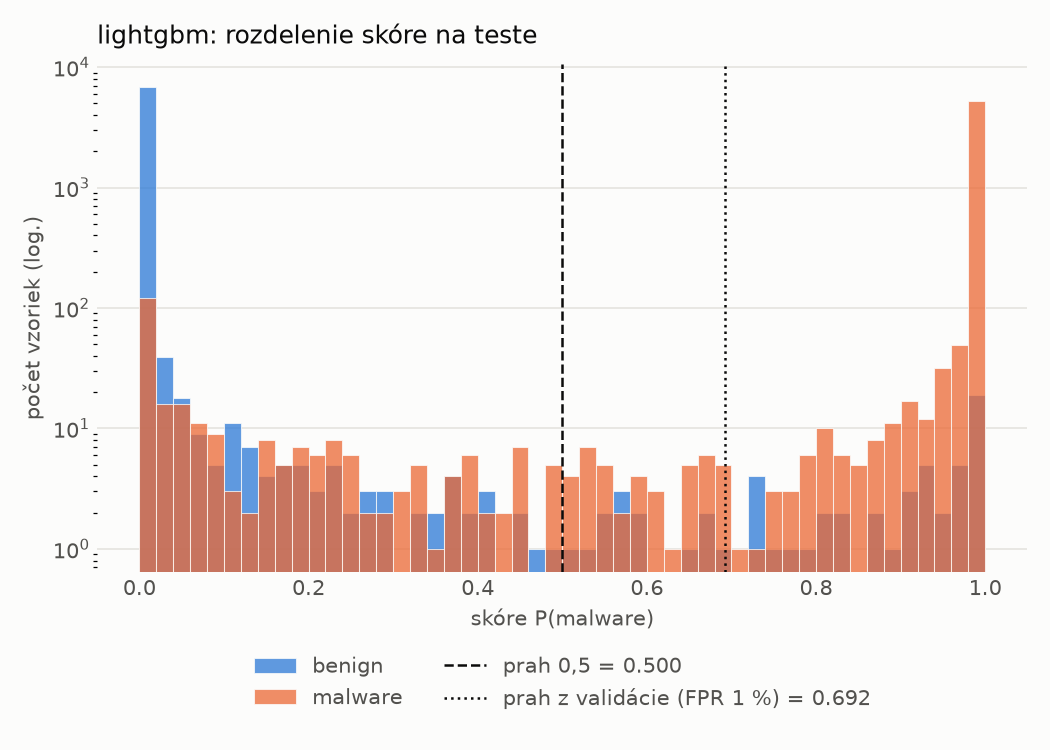 lightgbm: rozdelenie skóre na teste
počet vzoriek (log.)
10⁴
10³
10²
10¹
10⁰
0.0 0.2 0.4 0.6 0.8 1.0
skóre P(malware)
benign
malware
prah 0,5 = 0.500
prah z validácie (FPR 1 %) = 0.692